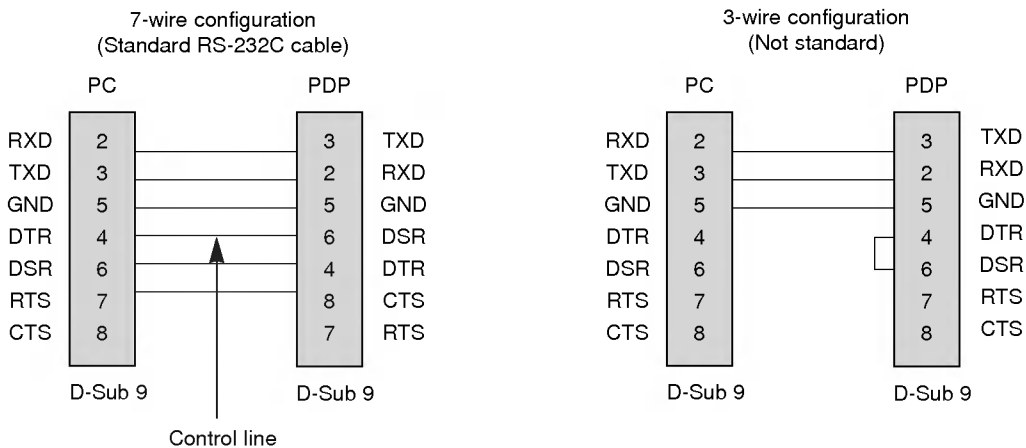 7-wire configuration
(Standard RS-232C cable)
PC PDP
RXD 2 3 TXD
TXD 3 2 RXD
GND 5 5 GND
DTR 4 6 DSR
DSR 6 4 DTR
RTS 7 8 CTS
CTS 8 7 RTS
D-Sub 9 D-Sub 9
Control line
3-wire configuration
(Not standard)
PC PDP
RXD 2 3 TXD
TXD 3 2 RXD
GND 5 5 GND
DTR 4 4 DTR
DSR 6 6 DSR
RTS 7 7 RTS
CTS 8 8 CTS
D-Sub 9 D-Sub 9